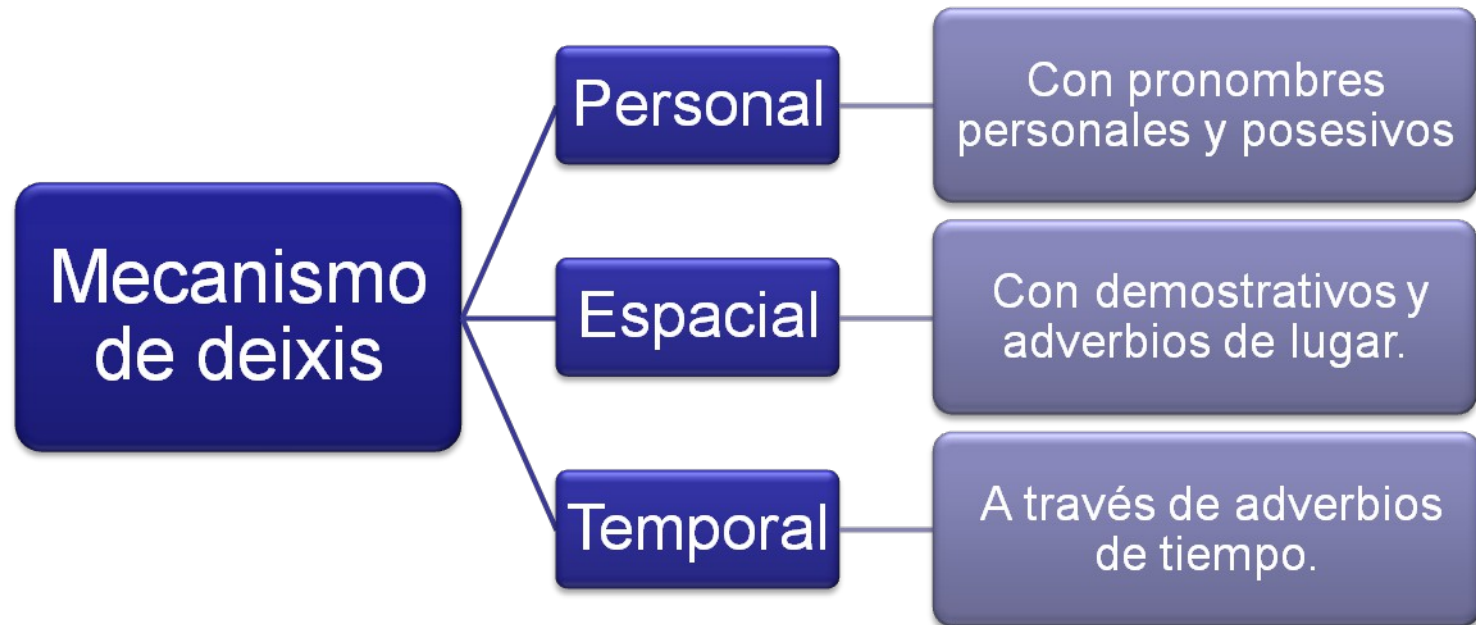 Mecanismo
de deixis
Personal
Con pronombres
personales y posesivos
Espacial
Con demostrativos y
adverbios de lugar.
Temporal
A través de adverbios
de tiempo.